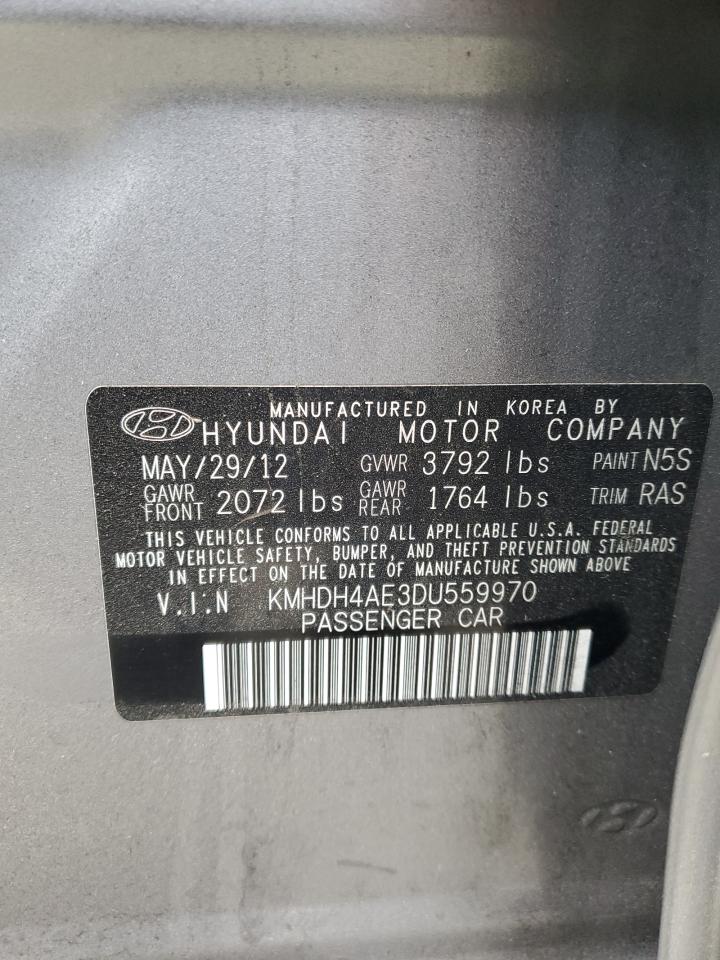 MANUFACTURED IN KOREA BY
HYUNDAI MOTOR COMPANY
MAY/29/12 GVWR 3792 lbs PAINT N5S
GAWR FRONT 2072 lbs GAWR REAR 1764 lbs TRIM RAS
THIS VEHICLE CONFORMS TO ALL APPLICABLE U.S.A. FEDERAL
MOTOR VEHICLE SAFETY, BUMPER, AND THEFT PREVENTION STANDARDS
IN EFFECT ON THE DATE OF MANUFACTURE SHOWN ABOVE
V.I.N KMHDH4AE3DU559970
PASSENGER CAR